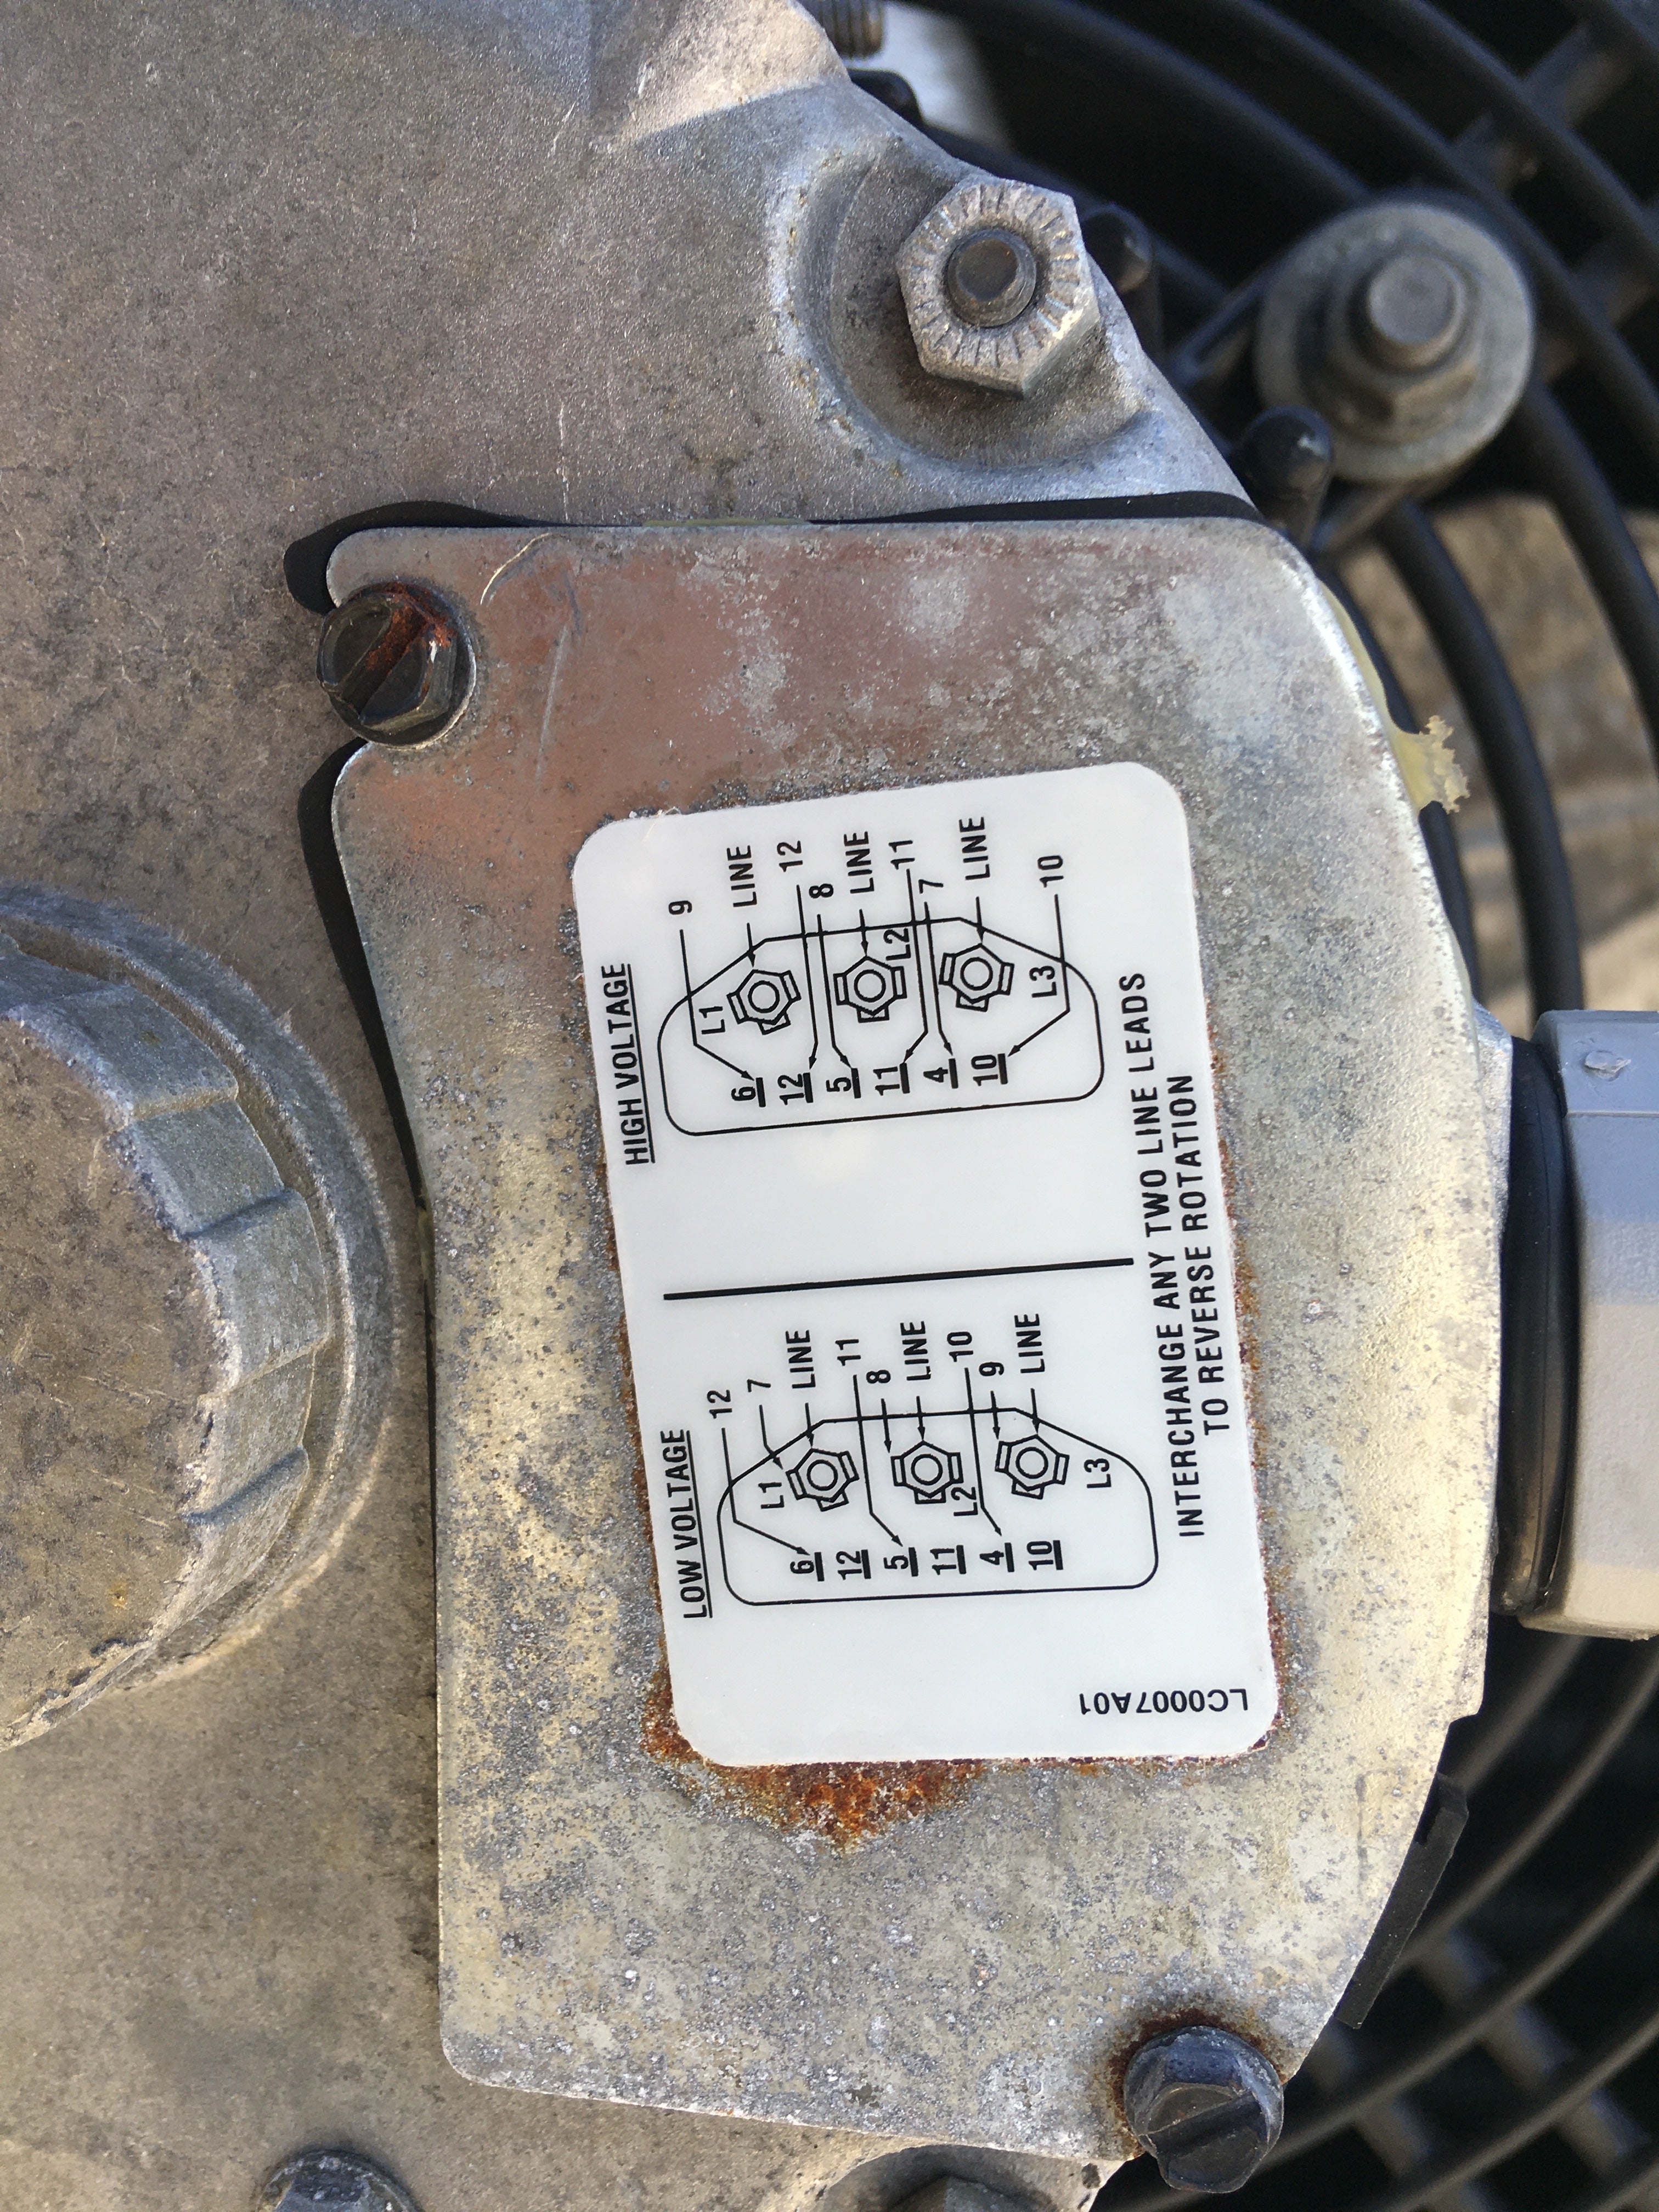 LOW VOLTAGE
12
7
L1
6 LINE
12 11
8
5 LINE
11
L2 10
4 9
LINE
10
L3
HIGH VOLTAGE
9
L1
6 LINE
12 12
8
5 LINE
11 L2 11
4 7
LINE
10
L3
10
INTERCHANGE ANY TWO LINE LEADS
TO REVERSE ROTATION
LC0007A01